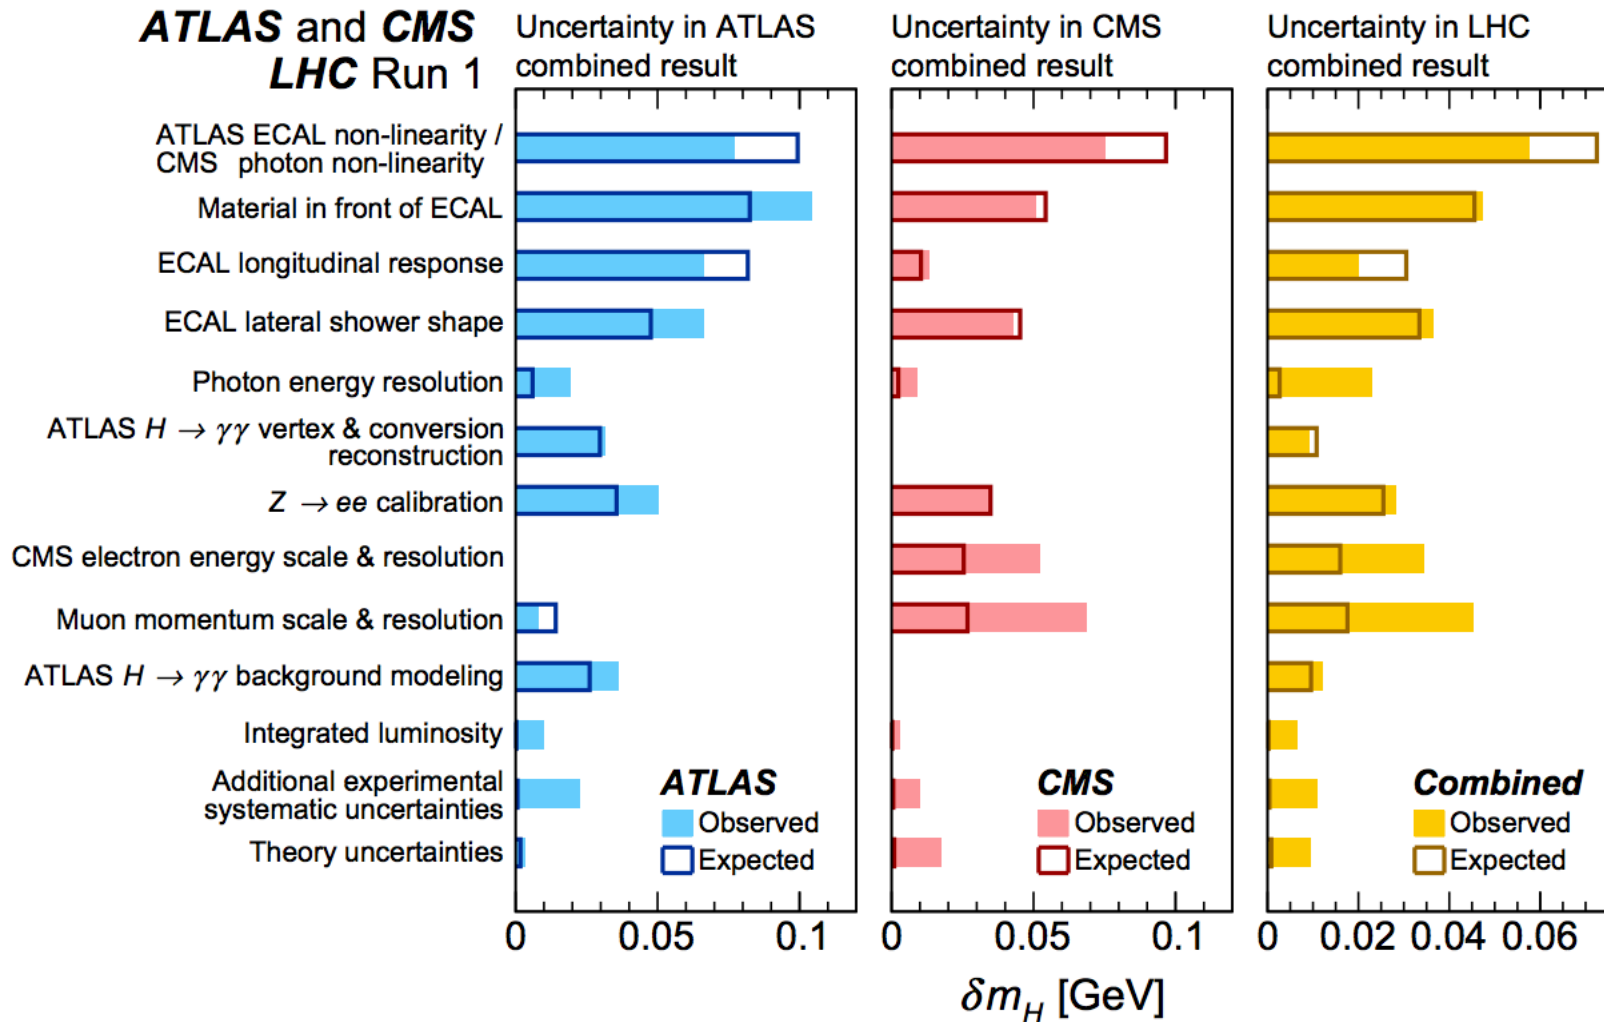 ATLAS and CMS
LHC Run 1
Uncertainty in ATLAS
combined result
Uncertainty in CMS
combined result
Uncertainty in LHC
combined result
ATLAS ECAL non-linearity /
CMS photon non-linearity
Material in front of ECAL
ECAL longitudinal response
ECAL lateral shower shape
Photon energy resolution
ATLAS H → γγ vertex & conversion
reconstruction
Z → ee calibration
CMS electron energy scale & resolution
Muon momentum scale & resolution
ATLAS H → γγ background modeling
Integrated luminosity
Additional experimental
systematic uncertainties
Theory uncertainties
ATLAS
Observed
Expected
CMS
Observed
Expected
Combined
Observed
Expected
0 0.05 0.1
0 0.05 0.1
0 0.02 0.04 0.06
δm_H [GeV]